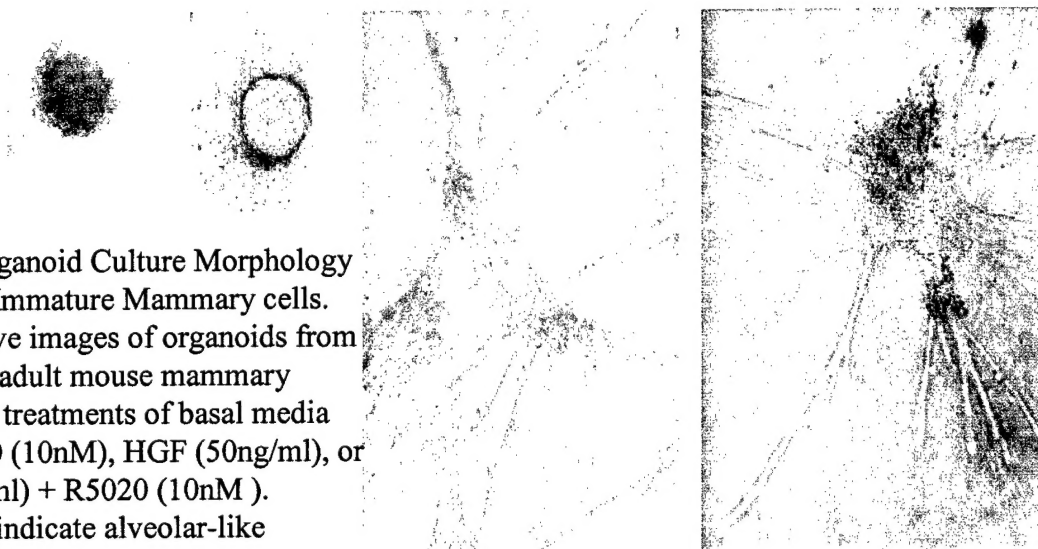 ganoid Culture Morphology
mmature Mammary cells.
ve images of organoids from
adult mouse mammary
treatments of basal media
(10nM), HGF (50ng/ml), or
nl) + R5020 (10nM ).
indicate alveolar-like